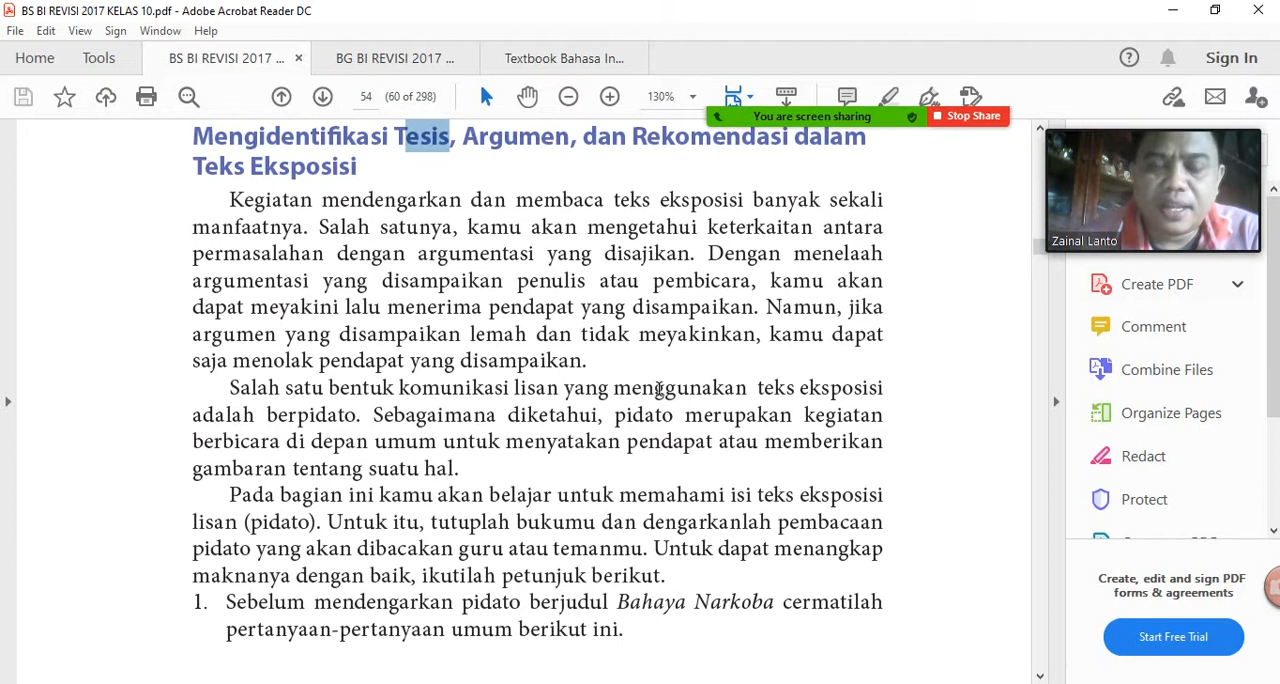 BS BI REVISI 2017 KELAS 10.pdf - Adobe Acrobat Reader DC
File Edit View Sign Window Help
Home Tools BS BI REVISI 2017 ... × BG BI REVISI 2017 ... Textbook Bahasa In... Sign In
54 (60 of 298) 130%
You are screen sharing Stop Share
Mengidentifikasi Tesis, Argumen, dan Rekomendasi dalam
Teks Eksposisi
Kegiatan mendengarkan dan membaca teks eksposisi banyak sekali
manfaatnya. Salah satunya, kamu akan mengetahui keterkaitan antara
permasalahan dengan argumentasi yang disajikan. Dengan menelaah
argumentasi yang disampaikan penulis atau pembicara, kamu akan
dapat meyakini lalu menerima pendapat yang disampaikan. Namun, jika
argumen yang disampaikan lemah dan tidak meyakinkan, kamu dapat
saja menolak pendapat yang disampaikan.
Salah satu bentuk komunikasi lisan yang menggunakan teks eksposisi
adalah berpidato. Sebagaimana diketahui, pidato merupakan kegiatan
berbicara di depan umum untuk menyatakan pendapat atau memberikan
gambaran tentang suatu hal.
Pada bagian ini kamu akan belajar untuk memahami isi teks eksposisi
lisan (pidato). Untuk itu, tutuplah bukumu dan dengarkanlah pembacaan
pidato yang akan dibacakan guru atau temanmu. Untuk dapat menangkap
maknanya dengan baik, ikutilah petunjuk berikut.
1. Sebelum mendengarkan pidato berjudul Bahaya Narkoba cermatilah
pertanyaan-pertanyaan umum berikut ini.
Zainal Lanto
Create PDF
Comment
Combine Files
Organize Pages
Redact
Protect
Create, edit and sign PDF
forms & agreements
Start Free Trial